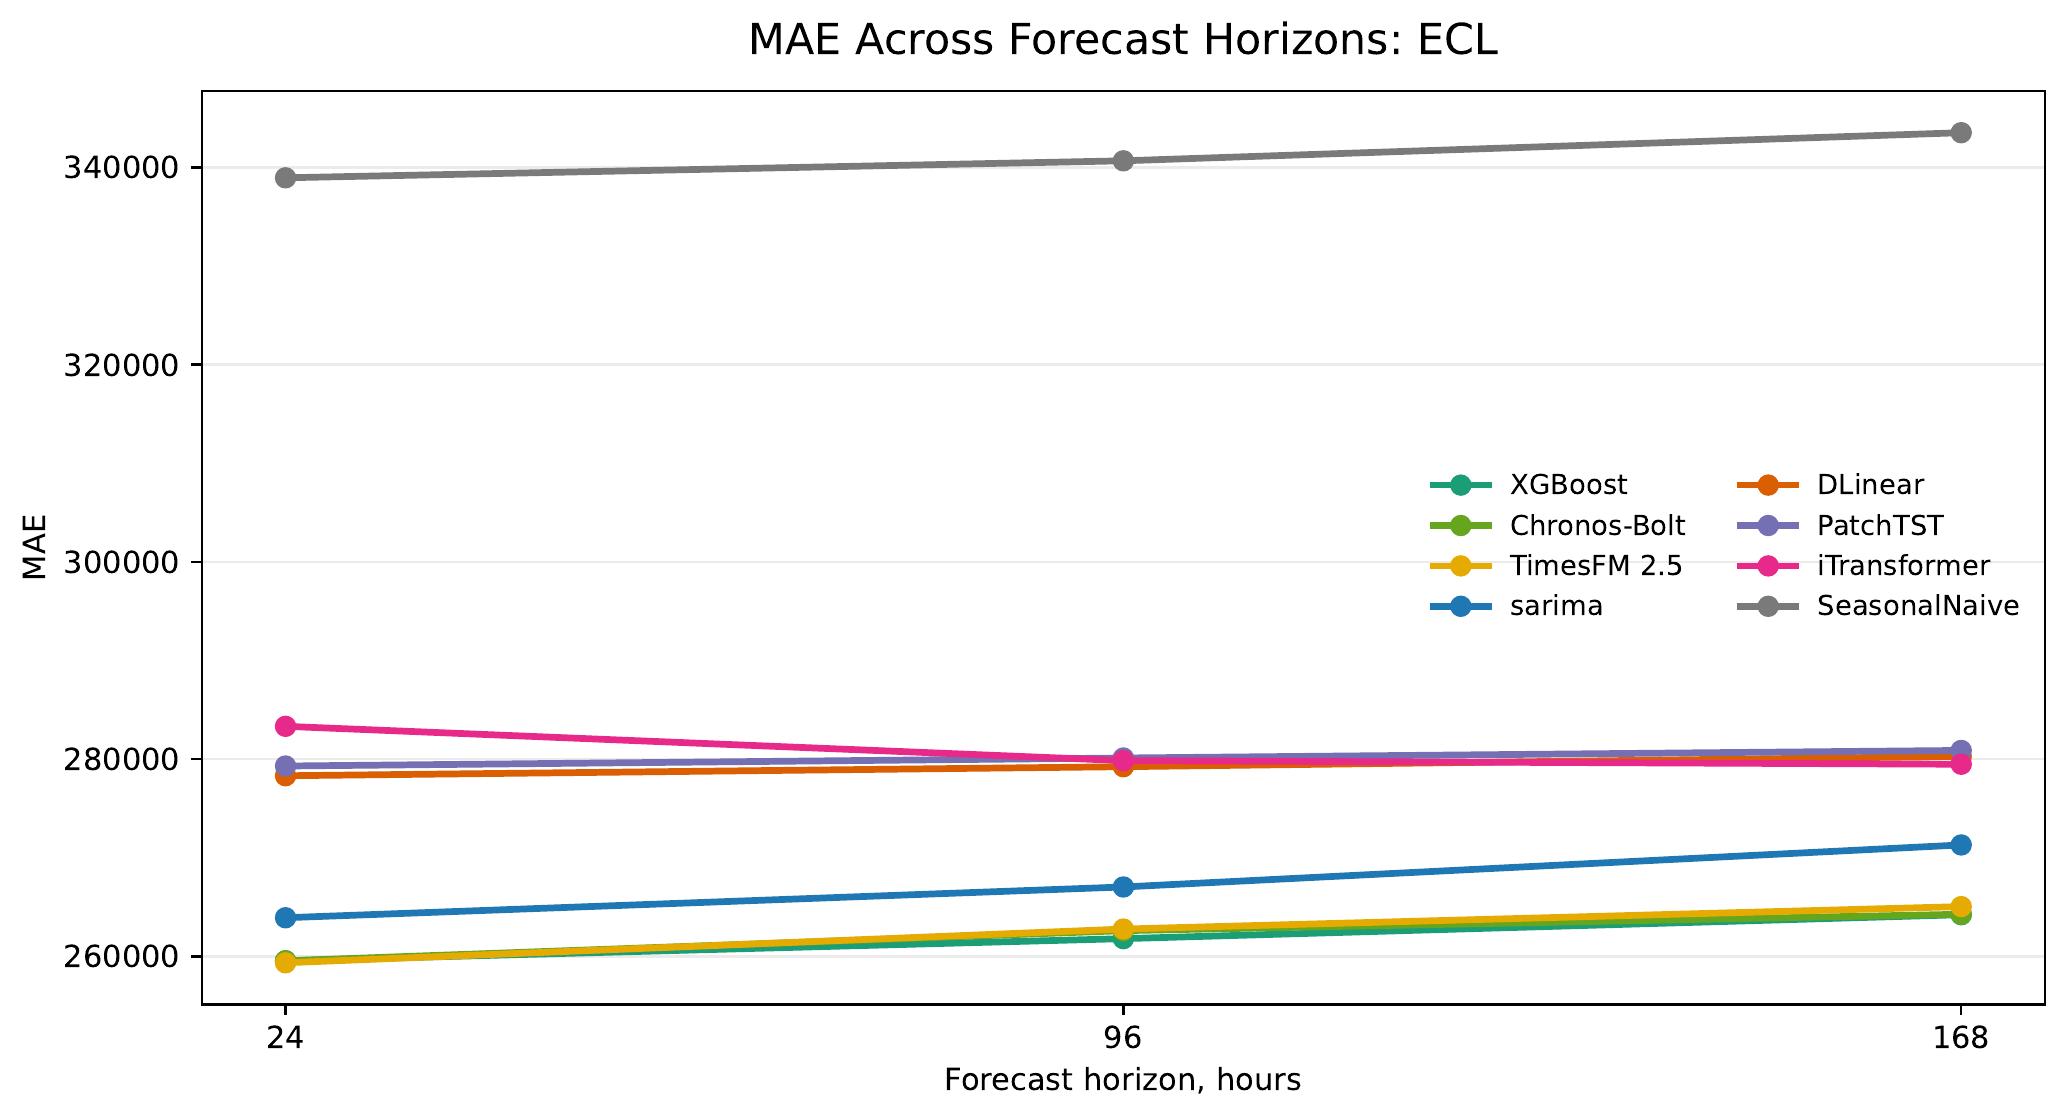 MAE Across Forecast Horizons: ECL
MAE
340000
320000
300000
280000
260000
XGBoost
Chronos-Bolt
TimesFM 2.5
sarima
DLinear
PatchTST
iTransformer
SeasonalNaive
24
96
168
Forecast horizon, hours